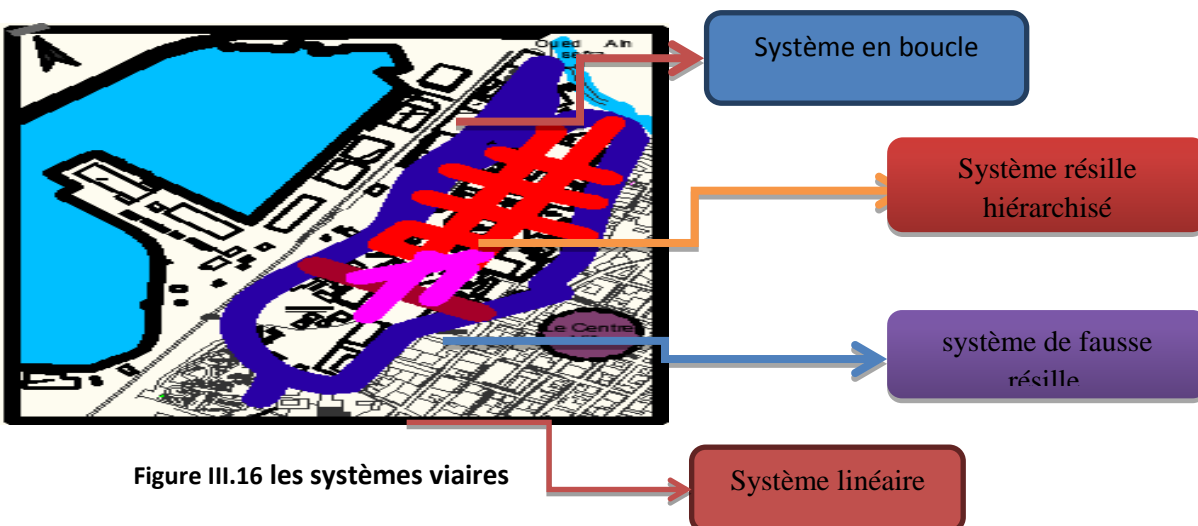 Oued Aïn
Système en boucle
Système résille
hiérarchisé
Le Centre
système de fausse
résille
Figure III.16 les systèmes viaires
Système linéaire